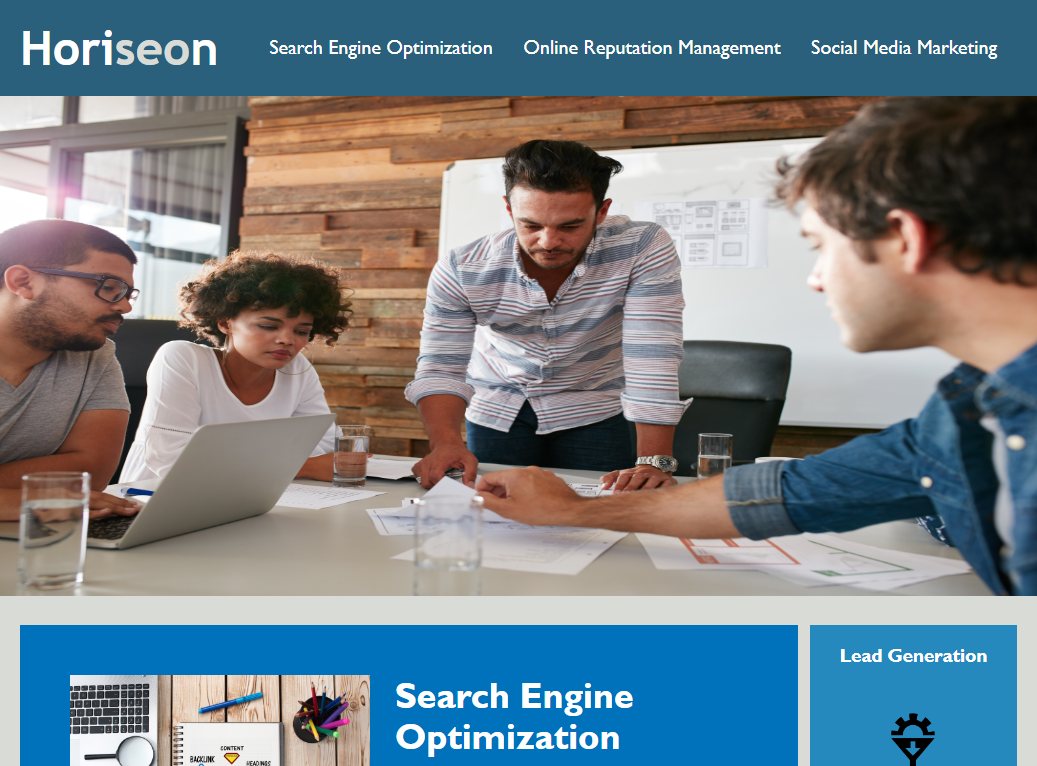 Horiseon
Search Engine Optimization
Online Reputation Management
Social Media Marketing
Search Engine
Optimization
Lead Generation
CONTENT
BACKLINK
HEADINGS